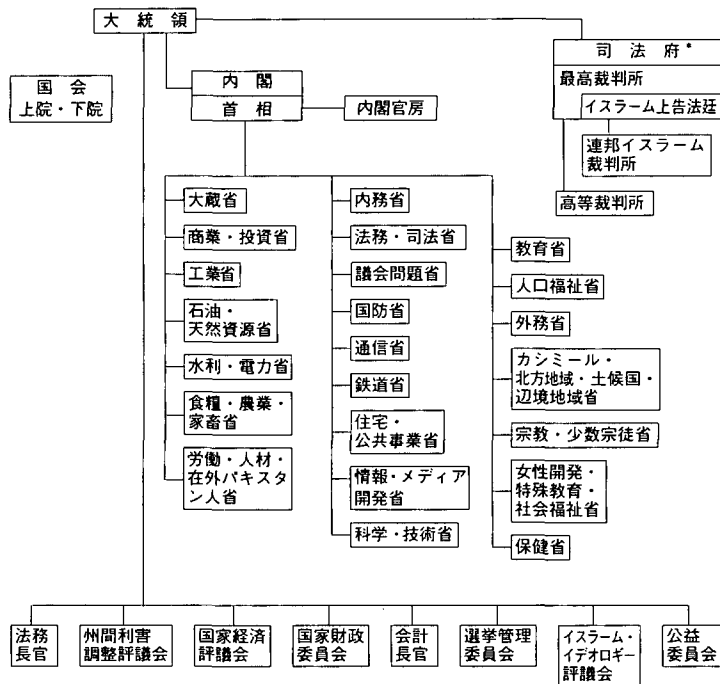 大統領
司法府*
最高裁判所
イスラーム上告法廷
連邦イスラーム
裁判所
高等裁判所
国会
上院・下院
内閣
首相
内閣官房
大蔵省
商業・投資省
工業省
石油・
天然資源省
水利・電力省
食糧・農業・
家畜省
労働・人材・
在外パキスタ
ン人省
内務省
法務・司法省
議会問題省
国防省
通信省
鉄道省
住宅・
公共事業省
情報・メディア
開発省
科学・技術省
教育省
人口福祉省
外務省
カシミール・
北方地域・土候国・
辺境地域省
宗教・少数宗徒省
女性開発・
特殊教育・
社会福祉省
保健省
法務
長官
州間利害
調整評議会
国家経済
評議会
国家財政
委員会
会計
長官
選挙管理
委員会
イスラーム・
イデオロギー
評議会
公益
委員会